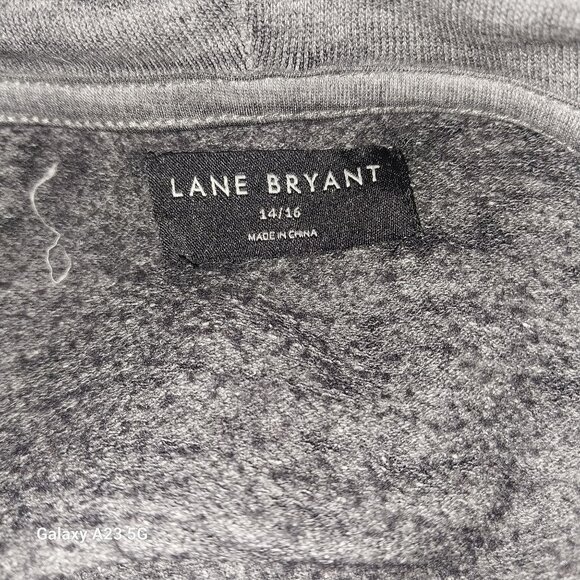 LANE BRYANT
14/16
MADE IN CHINA
Galaxy A23 5G